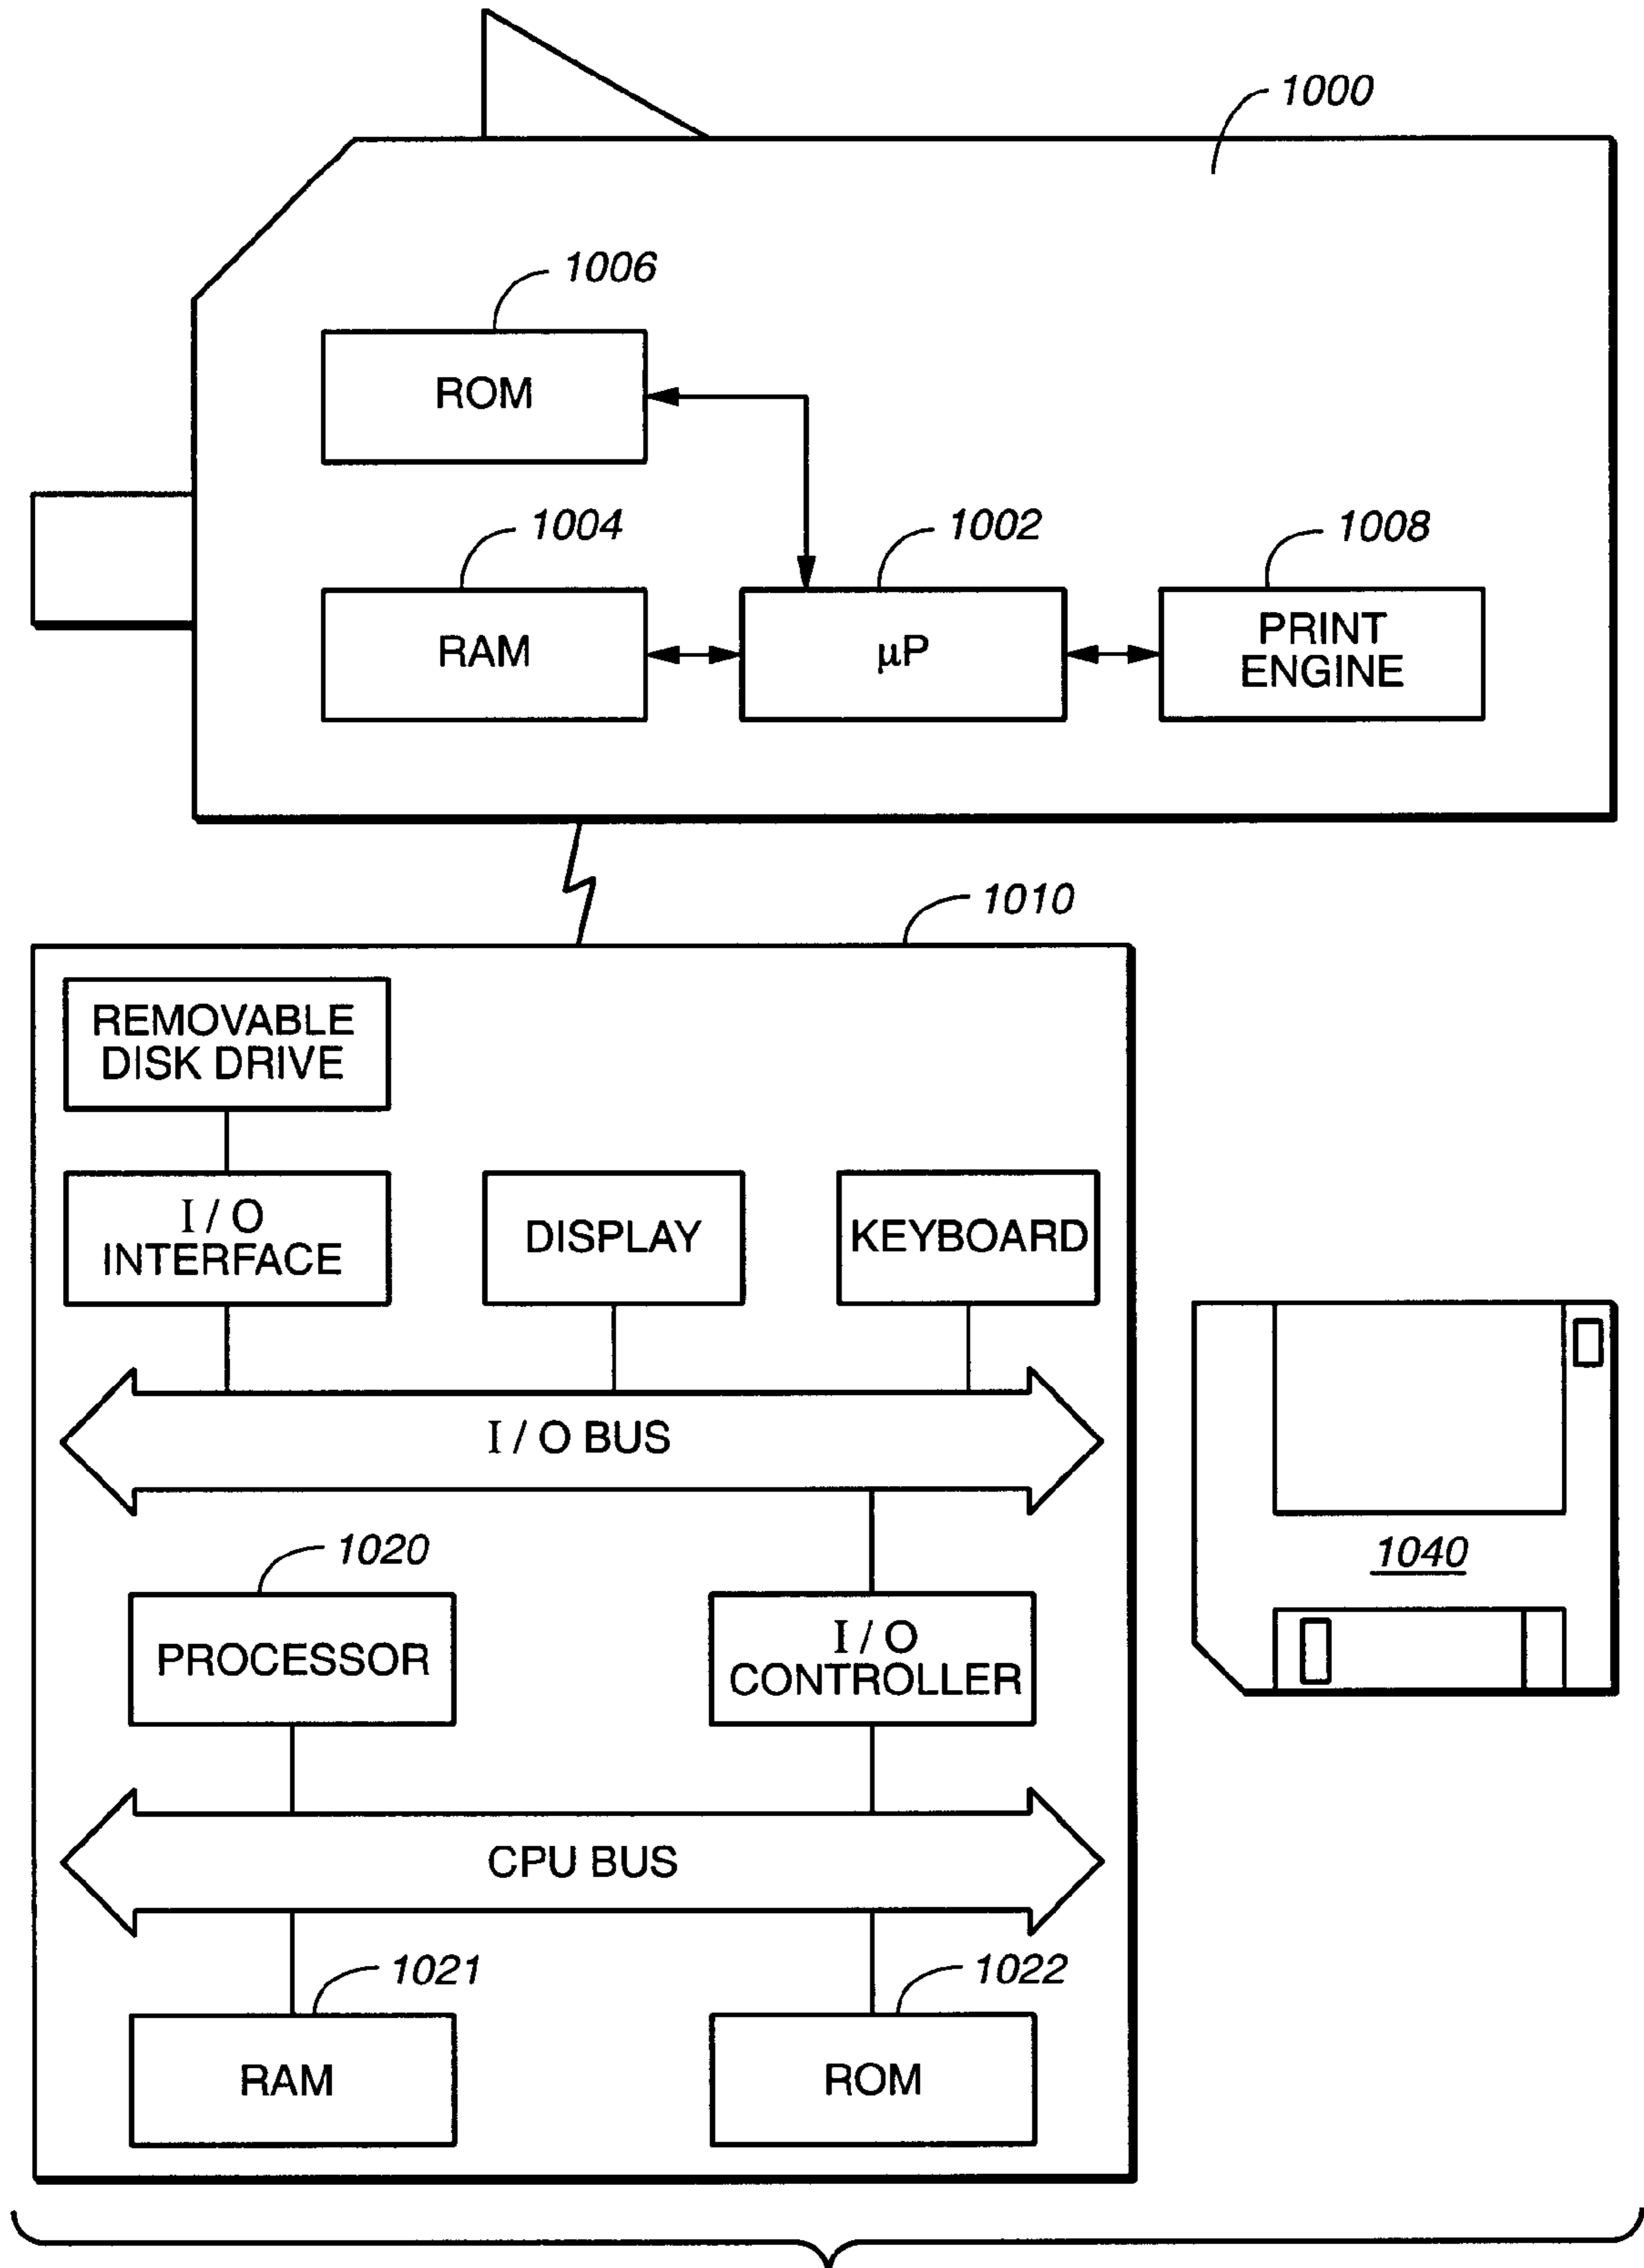 1000
1006
ROM
1004
1002
1008
RAM
µP
PRINT
ENGINE
1010
REMOVABLE
DISK DRIVE
I / O
INTERFACE
DISPLAY
KEYBOARD
I / O BUS
1020
1040
PROCESSOR
I / O
CONTROLLER
CPU BUS
1021
1022
RAM
ROM